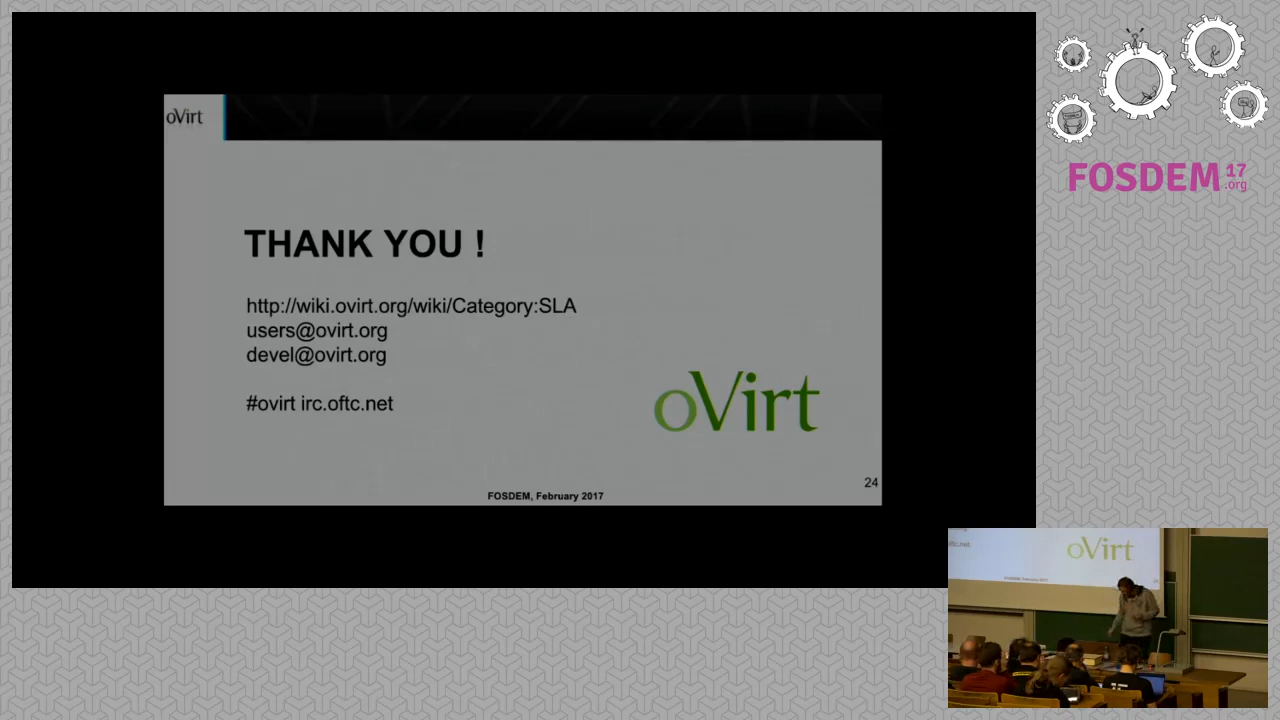 oVirt
THANK YOU !
http://wiki.ovirt.org/wiki/Category:SLA
users@ovirt.org
devel@ovirt.org
#ovirt irc.oftc.net
oVirt
24
FOSDEM, February 2017
FOSDEM 17
.org
oVirt